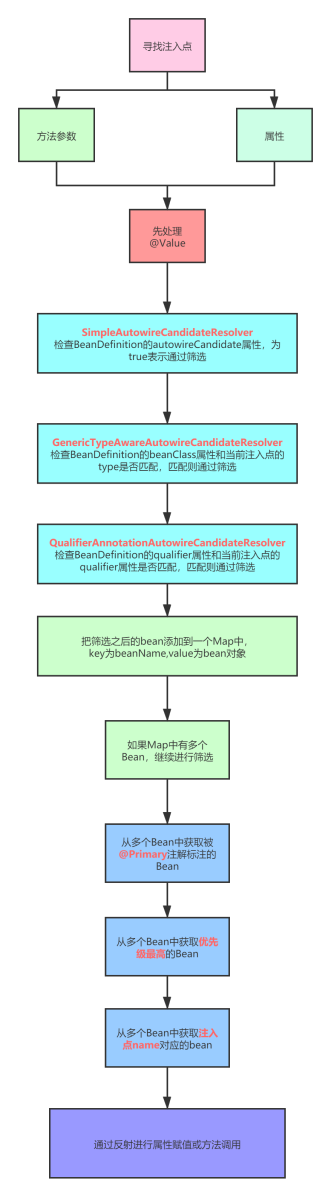 寻找注入点
方法参数
属性
先处理
@Value
SimpleAutowireCandidateResolver
检查BeanDefinition的autowireCandidate属性，为
true表示通过筛选
GenericTypeAwareAutowireCandidateResolver
检查BeanDefinition的beanClass属性和当前注入点的
type是否匹配，匹配则通过筛选
QualifierAnnotationAutowireCandidateResolver
检查BeanDefinition的qualifier属性和当前注入点的
qualifier属性是否匹配，匹配则通过筛选
把筛选之后的bean添加到一个Map中，
key为beanName,value为bean对象
如果Map中有多个
Bean，继续进行筛选
从多个Bean中获取被
@Primary注解标注的
Bean
从多个Bean中获取优先
级最高的Bean
从多个Bean中获取注入
点name对应的bean
通过反射进行属性赋值或方法调用